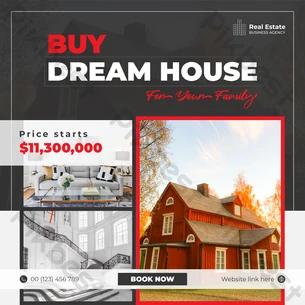 Real Estate
BUSINESS AGENCY
BUY
DREAM HOUSE
For Your Family
Price starts
$11,300,000
00 (123) 456 789
BOOK NOW
Website link here